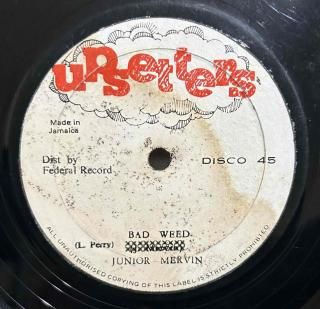 upsetters
Made in
Jamaica
Dist by
Federal Record
DISCO 45
BAD WEED
(L. Perry)
JUNIOR MERVIN
ALL UNAUTHORISED COPYING OF THIS LABEL IS STRICTLY PROHIBITED